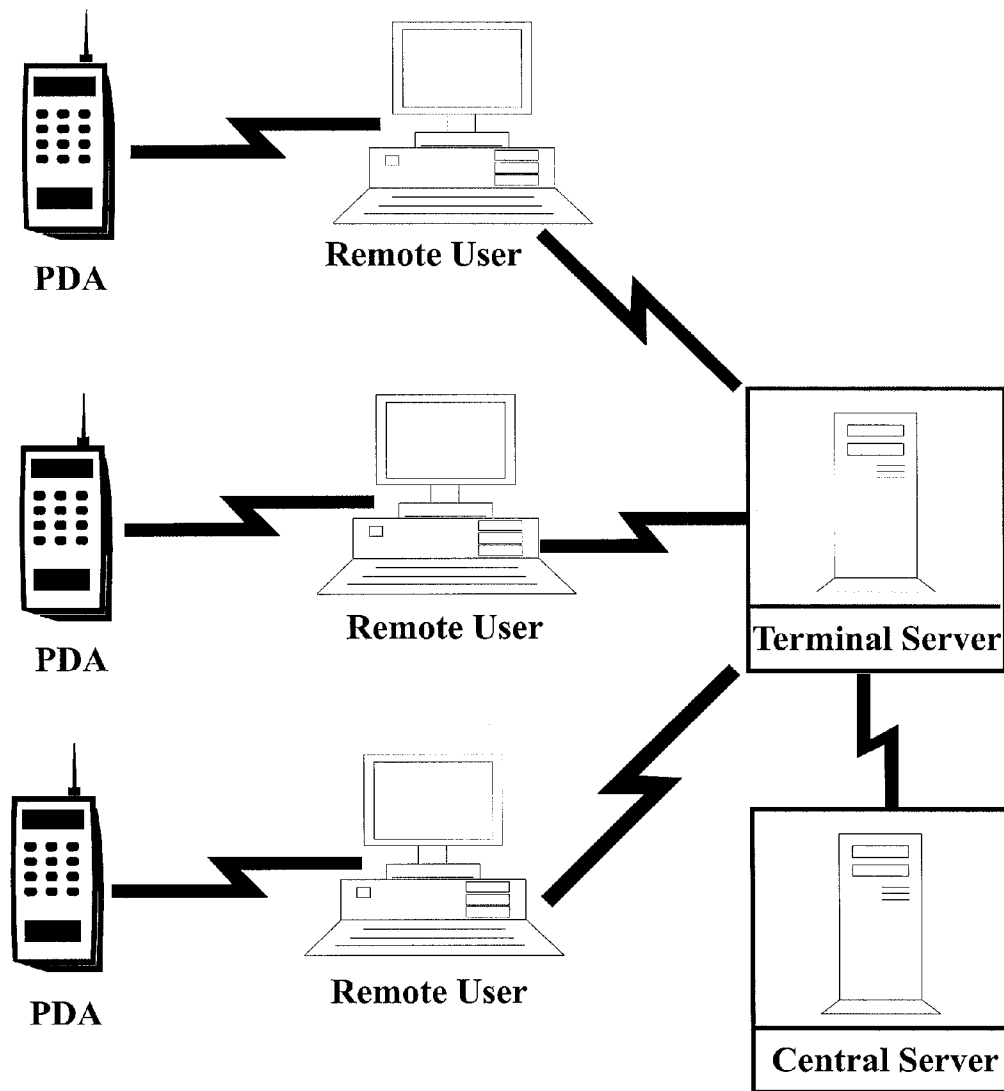 Remote User
PDA
Terminal Server
Remote User
PDA
Remote User
PDA
Central Server